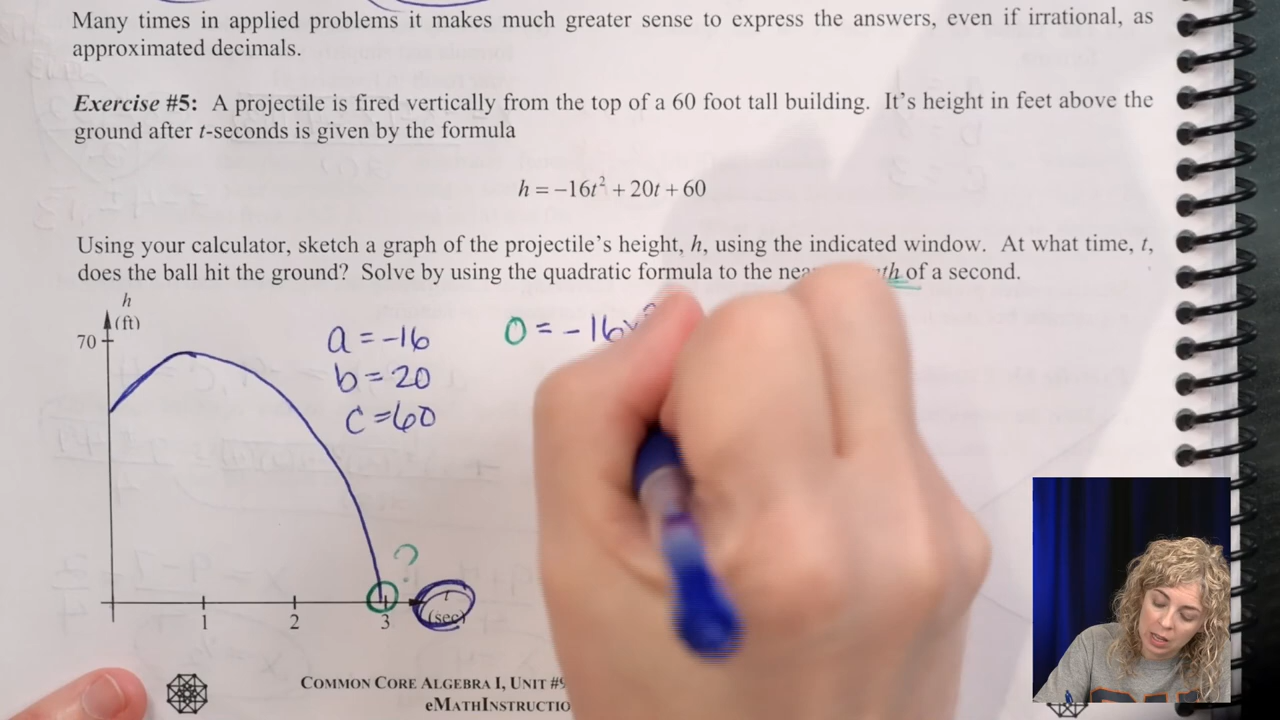 Many times in applied problems it makes much greater sense to express the answers, even if irrational, as
approximated decimals.
Exercise #5: A projectile is fired vertically from the top of a 60 foot tall building. It's height in feet above the
ground after t-seconds is given by the formula
h = −16t² + 20t + 60
Using your calculator, sketch a graph of the projectile's height, h, using the indicated window. At what time, t,
does the ball hit the ground? Solve by using the quadratic formula to the of a second.
h
(ft)
70
a = -16
b = 20
c = 60
0 = -16
?
1
2
3
(sec)
COMMON CORE ALGEBRA I, UNIT